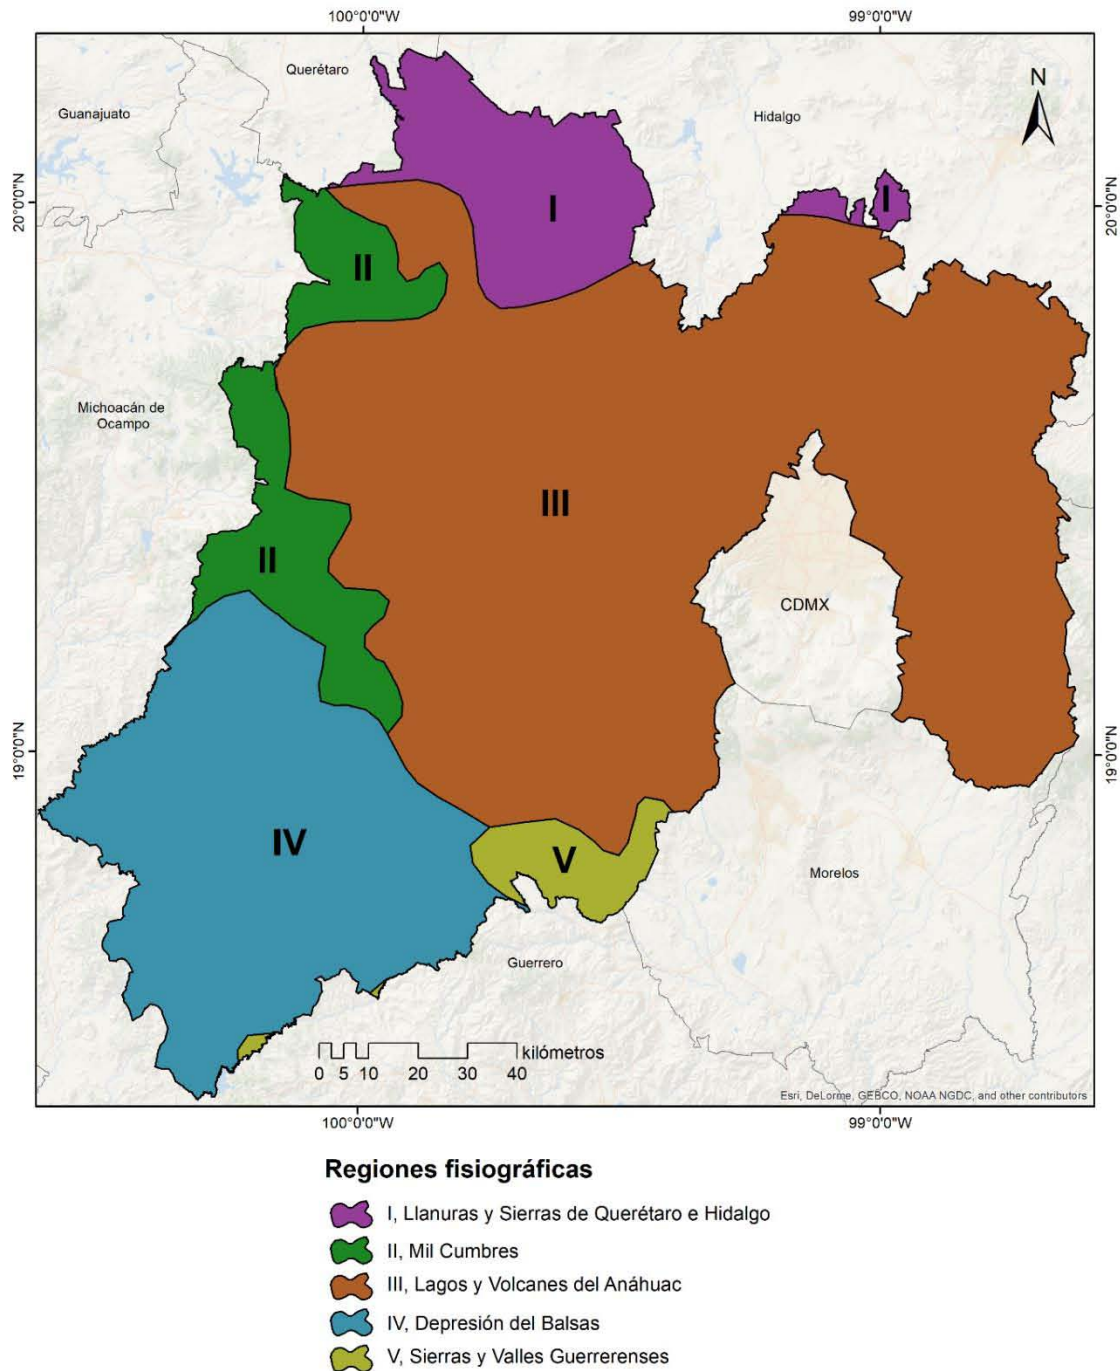 100°0'0"W
99°0'0"W
Querétaro
Guanajuato
Hidalgo
N
20°0'0"N
20°0'0"N
I
I
II
Michoacán de
Ocampo
III
II
CDMX
19°0'0"N
19°0'0"N
IV
V
Morelos
Guerrero
kilómetros
0 5 10 20 30 40
Esri, DeLorme, GEBCO, NOAA NGDC, and other contributors
100°0'0"W
99°0'0"W
Regiones fisiográficas
I, Llanuras y Sierras de Querétaro e Hidalgo
II, Mil Cumbres
III, Lagos y Volcanes del Anáhuac
IV, Depresión del Balsas
V, Sierras y Valles Guerrerenses